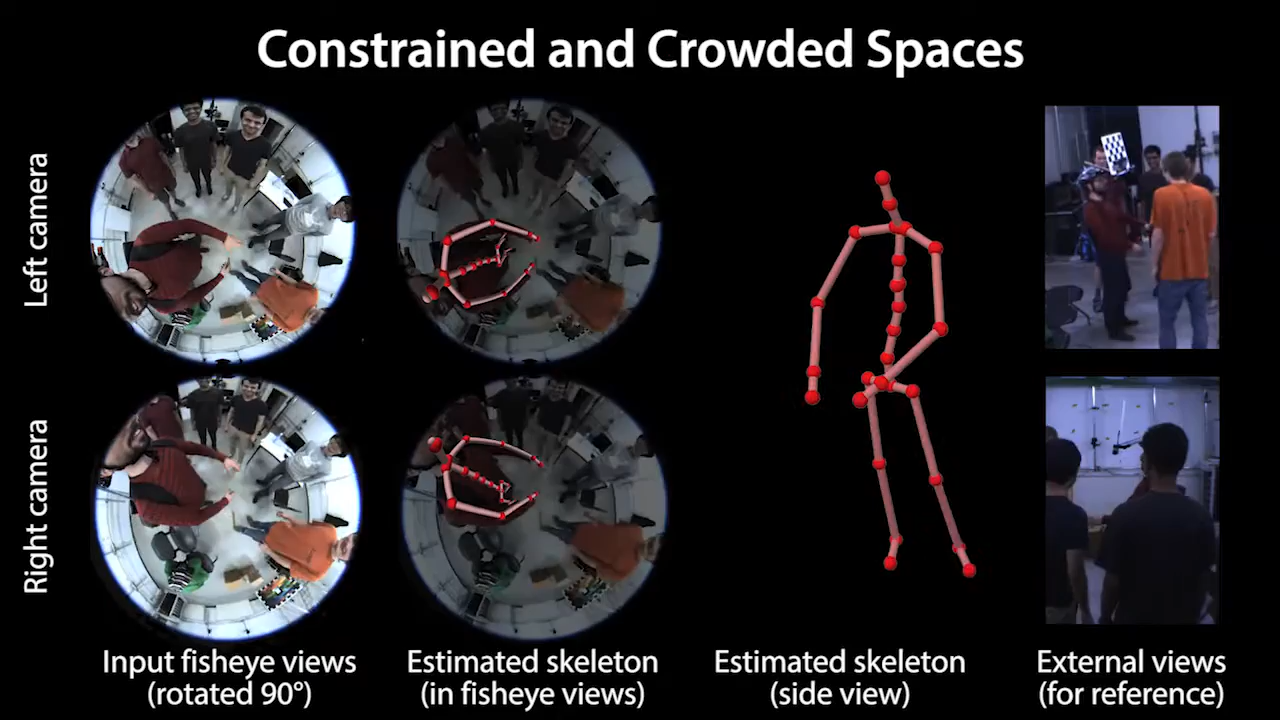 Constrained and Crowded Spaces
Left camera
Right camera
Input fisheye views
(rotated 90°)
Estimated skeleton
(in fisheye views)
Estimated skeleton
(side view)
External views
(for reference)